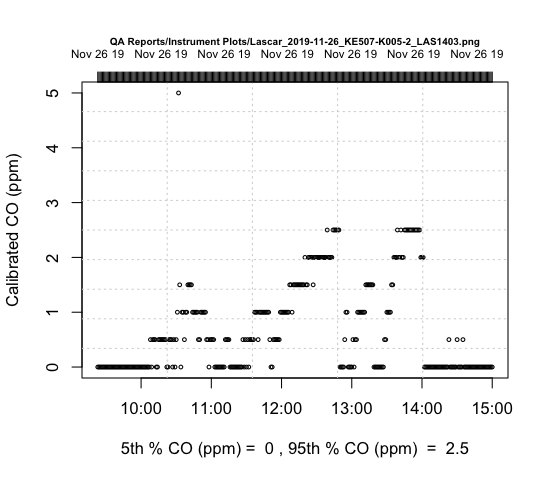 QA Reports/Instrument Plots/Lascar_2019-11-26_KE507-K005-2_LAS1403.png
Nov 26 19 Nov 26 19 Nov 26 19 Nov 26 19 Nov 26 19 Nov 26 19 Nov 26 19
5
4
3
2
1
0
Calibrated CO (ppm)
10:00 11:00 12:00 13:00 14:00 15:00
5th % CO (ppm) = 0 , 95th % CO (ppm) = 2.5